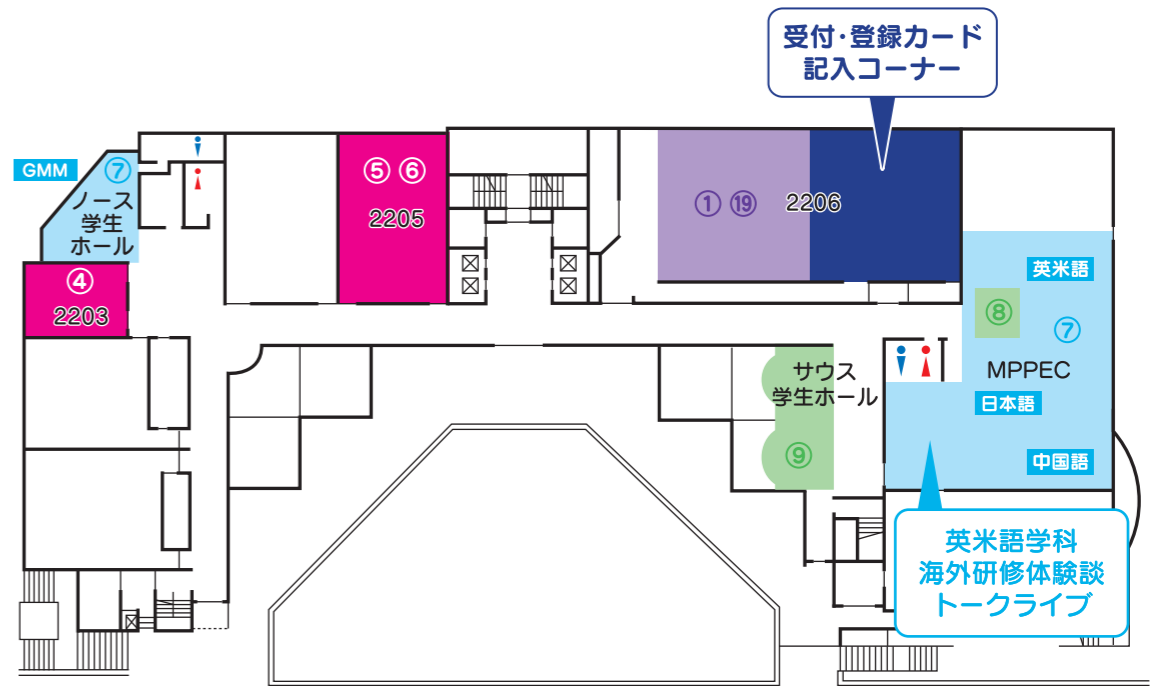 受付・登録カード
記入コーナー
GMM
⑦
ノース
学生
ホール
④
2203
⑤ ⑥
2205
① ⑲ 2206
英米語
⑧
⑦
MPPEC
日本語
中国語
サウス
学生ホール
⑨
英米語学科
海外研修体験談
トークライブ